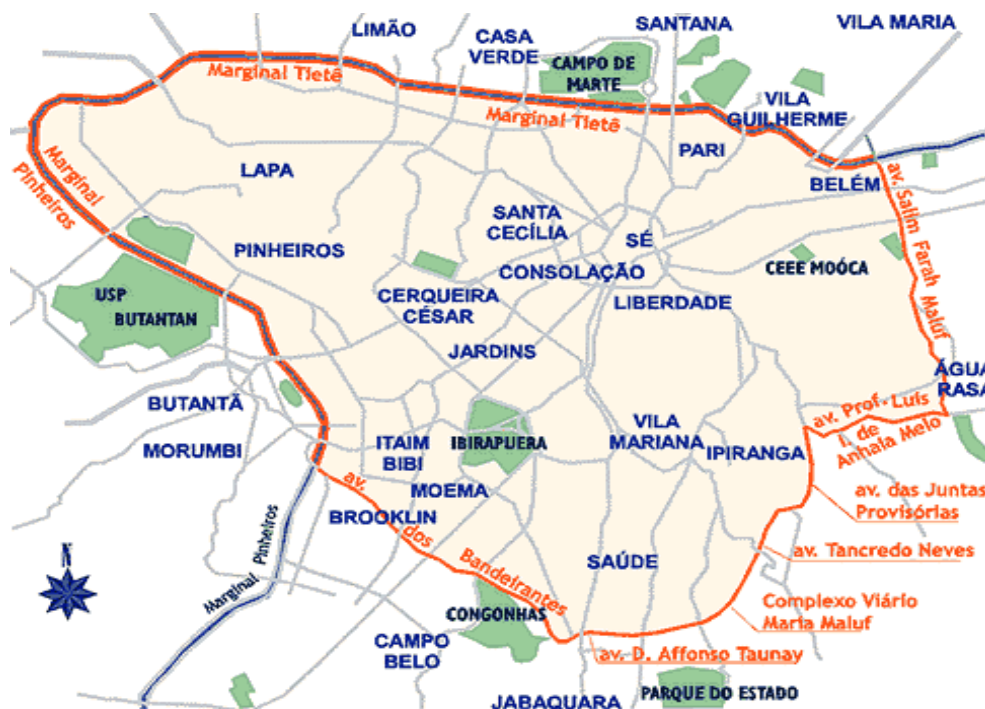 LIMÃO
CASA
VERDE
SANTANA
VILA MARIA
CAMPO DE
MARTE
Marginal Tietê
Marginal Tietê
VILA
GUILHERME
PARI
BELÉM
Marginal
Pinheiros
LAPA
SANTA
CECÍLIA
SÉ
av. Salim Farah Maluf
PINHEIROS
CONSOLAÇÃO
CEEE MOÓCA
USP
BUTANTAN
CERQUEIRA
CÉSAR
LIBERDADE
JARDINS
ÁGUA
RASA
BUTANTÃ
MORUMBI
ITAIM
BIBI
IBIRAPUERA
VILA
MARIANA
IPIRANGA
av. Prof. Luís
I. de
Anhaia Melo
MOEMA
BROOKLIN
av. dos Bandeirantes
av. das Juntas
Provisórias
N
Marginal Pinheiros
SAÚDE
av. Tancredo Neves
CONGONHAS
Complexo Viário
Maria Maluf
CAMPO
BELO
av. D. Affonso Taunay
JABAQUARA
PARQUE DO ESTADO